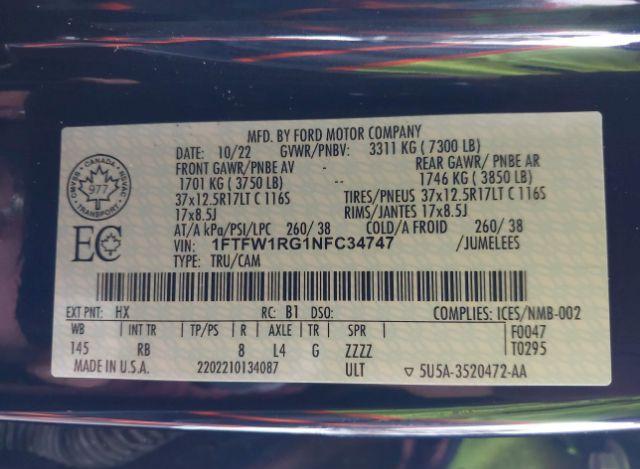 MFD. BY FORD MOTOR COMPANY
DATE: 10/22 GVWR/PNBV: 3311 KG ( 7300 LB)
FRONT GAWR/PNBE AV - REAR GAWR/ PNBE AR
1701 KG ( 3750 LB) -- 1746 KG ( 3850 LB)
37x12.5R17LT C 116S TIRES/PNEUS 37x12.5R17LT C 116S
17x8.5J RIMS/JANTES 17x8.5J
AT/A kPa/PSI/LPC 260/ 38 COLD/A FROID 260/ 38
VIN: 1FTFW1RG1NFC34747 /JUMELEES
TYPE: TRU/CAM
CANADA
977
TRANSPORT
EC
EXT PNT: HX RC: B1 DSO: COMPLIES: ICES/NMB-002
WB INT TR TP/PS R AXLE TR SPR F0047
145 RB 8 L4 G ZZZZ T0295
MADE IN U.S.A. 2202210134087 ULT ▽ 5U5A-3520472-AA